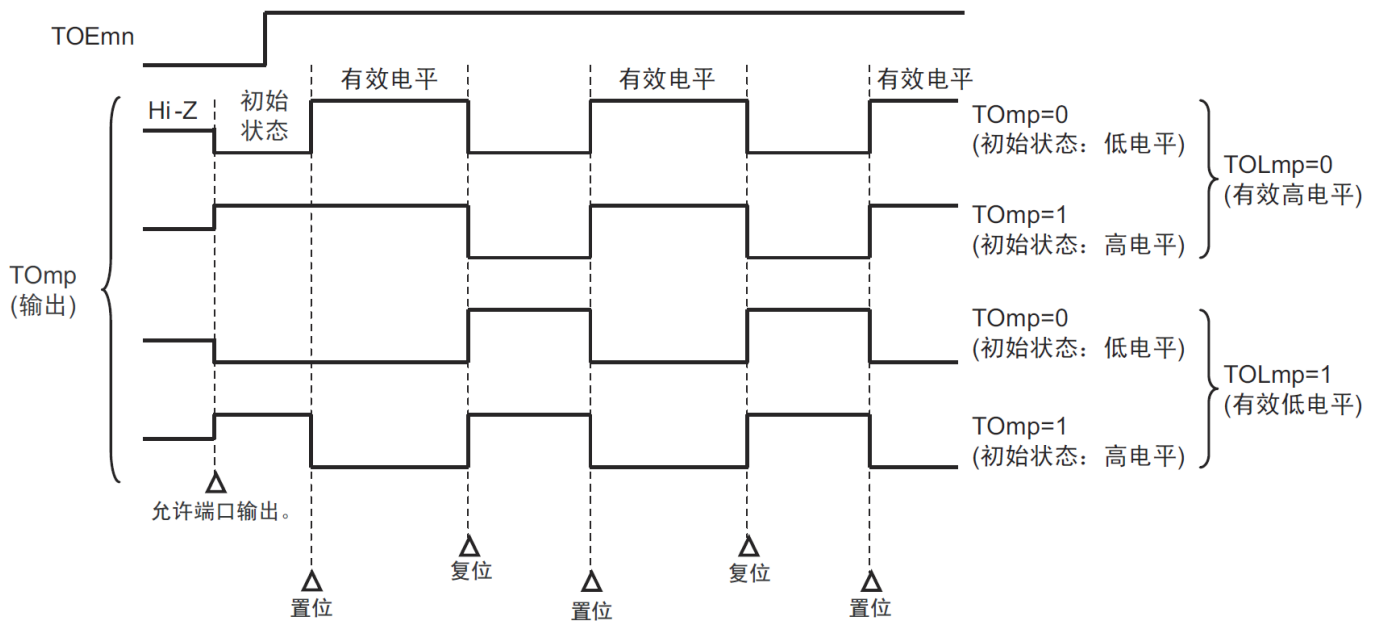 TOEmn
有效电平
有效电平
有效电平
Hi-Z
初始
状态
TOmp=0
(初始状态：低电平)
TOLmp=0
(有效高电平)
TOmp=1
(初始状态：高电平)
TOmp
(输出)
TOmp=0
(初始状态：低电平)
TOLmp=1
(有效低电平)
TOmp=1
(初始状态：高电平)
允许端口输出。
复位
复位
置位
置位
置位